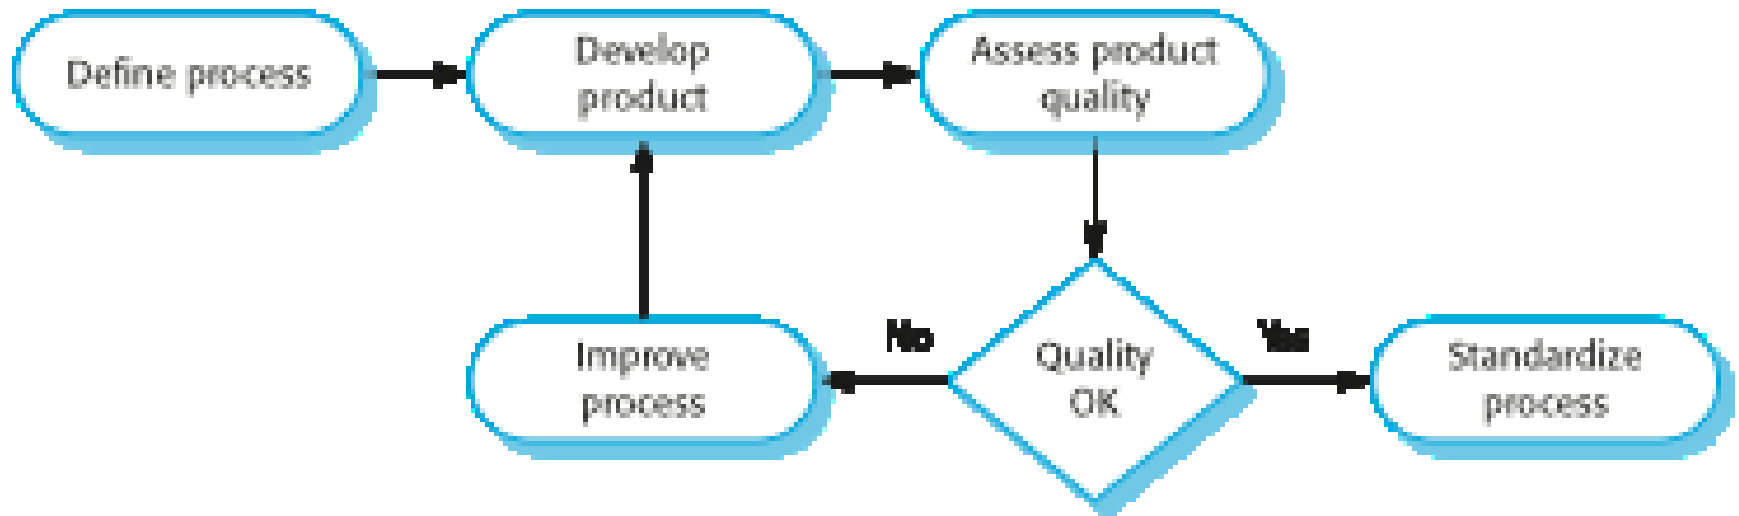 Define process
Develop
product
Assess product
quality
Improve
process
No
Quality
OK
Yes
Standardize
process